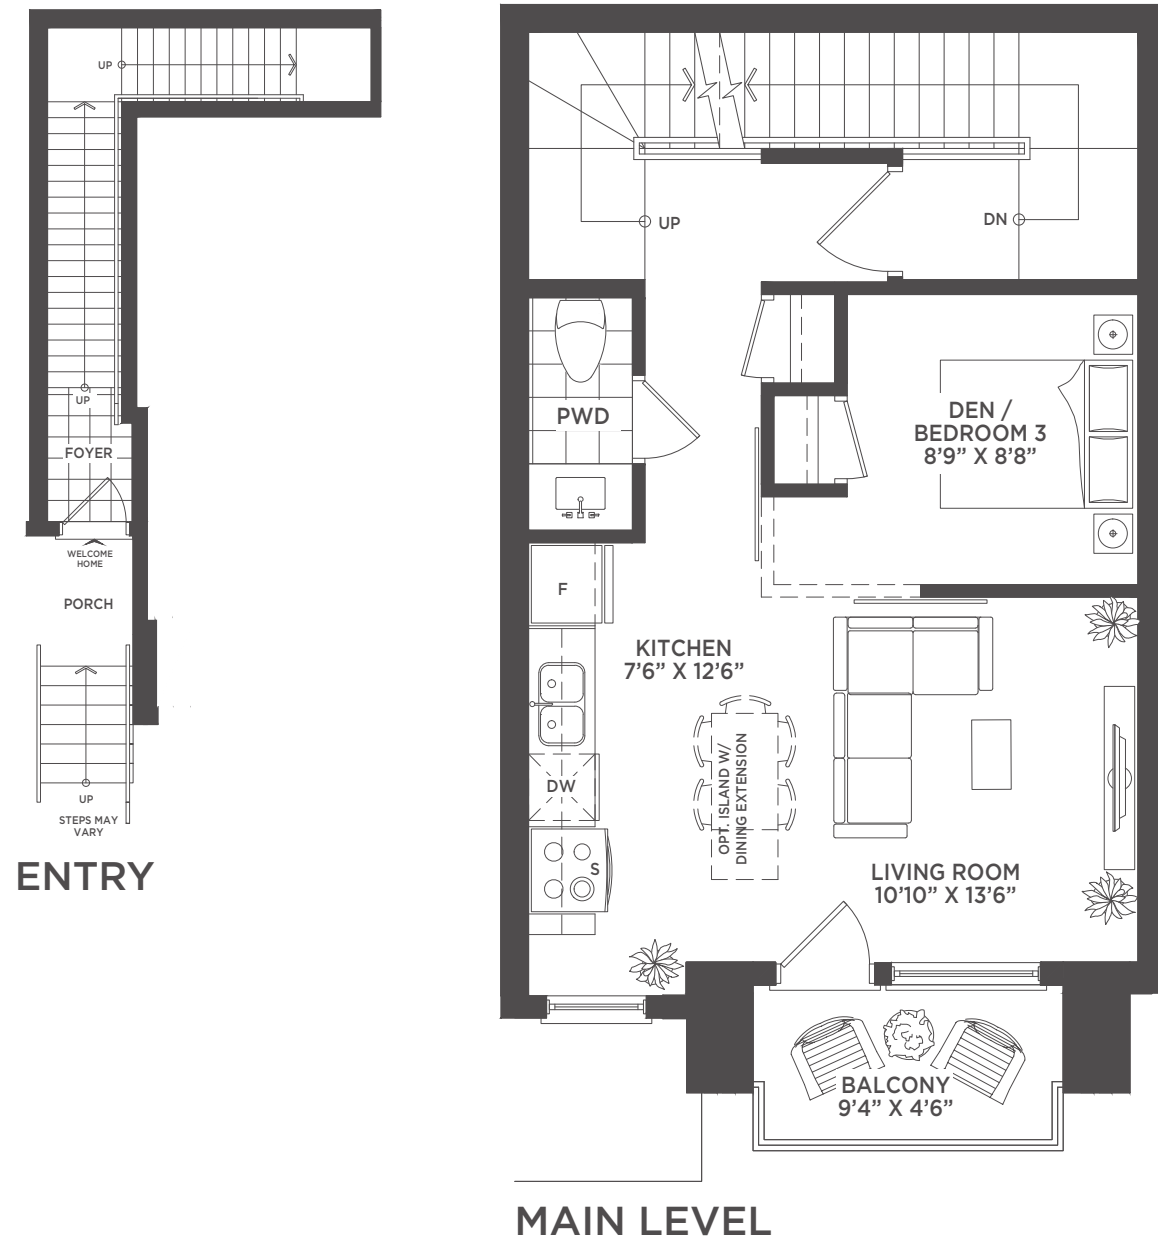 UP
UP
FOYER
WELCOME
HOME
PORCH
UP
STEPS MAY
VARY
ENTRY
UP
DN
PWD
DEN /
BEDROOM 3
8’9” X 8’8”
F
KITCHEN
7’6” X 12’6”
OPT. ISLAND W/
DINING EXTENSION
DW
S
LIVING ROOM
10’10” X 13’6”
BALCONY
9’4” X 4’6”
MAIN LEVEL